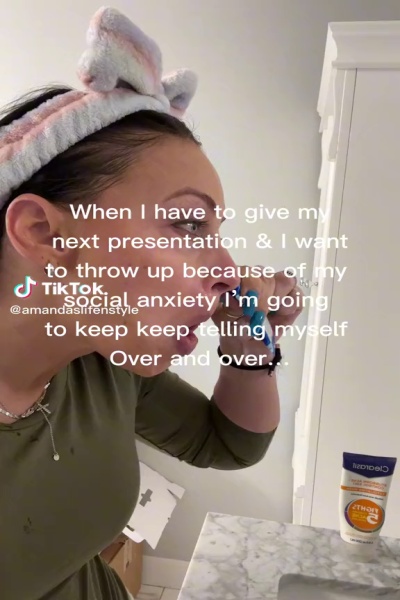 When I have to give my
next presentation & I want
to throw up because of my
TikTok
social anxiety I'm going
@amandaslifenstyle
to keep keep telling myself
Over and over...
Clearasil
5